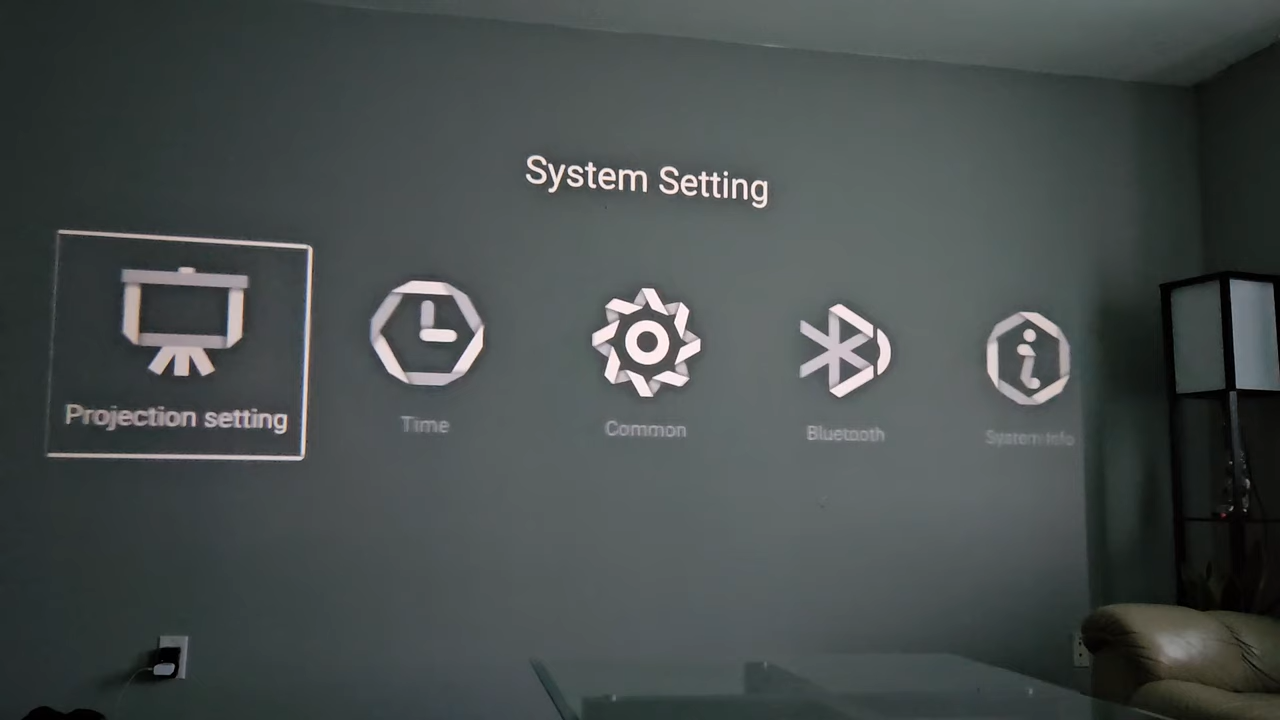 System Setting
Projection setting
Time
Common
Bluetooth
System Info